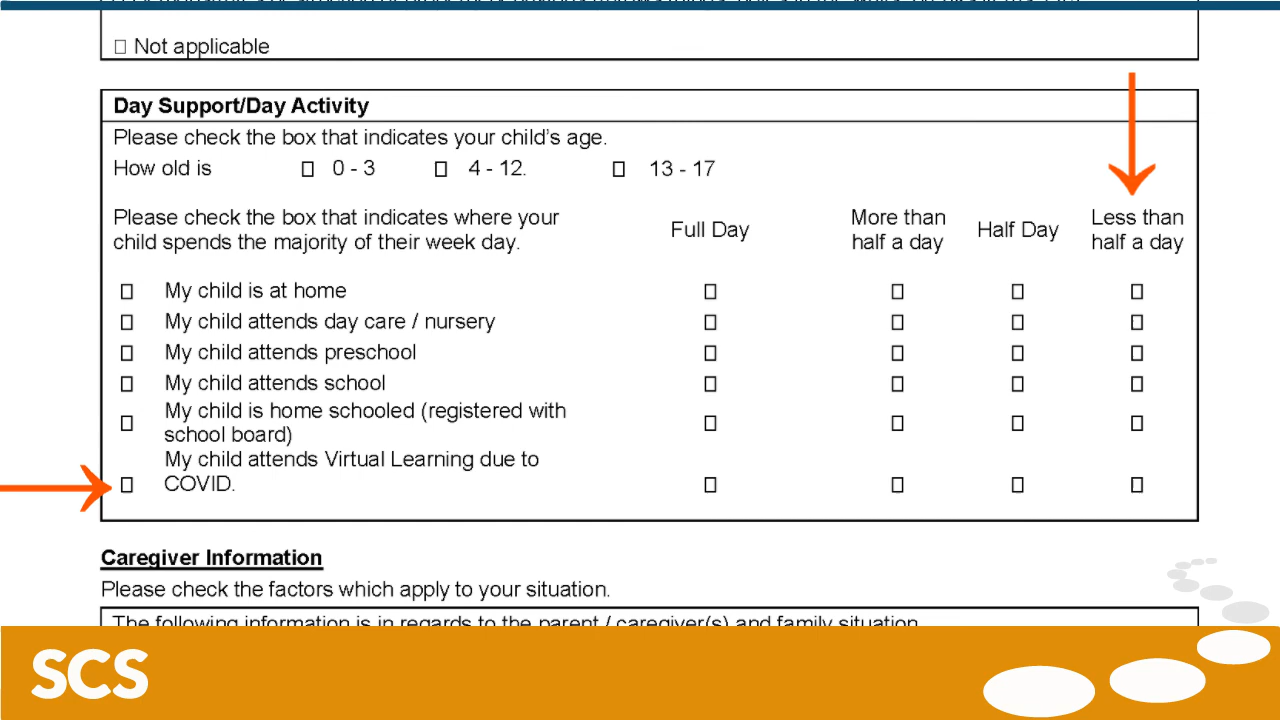 ☐ Not applicable
Day Support/Day Activity
Please check the box that indicates your child's age.
How old is ☐ 0 - 3 ☐ 4 - 12. ☐ 13 - 17
Please check the box that indicates where your
child spends the majority of their week day.
Full Day
More than
half a day
Half Day
Less than
half a day
☐ My child is at home ☐ ☐ ☐ ☐
☐ My child attends day care / nursery ☐ ☐ ☐ ☐
☐ My child attends preschool ☐ ☐ ☐ ☐
☐ My child attends school ☐ ☐ ☐ ☐
My child is home schooled (registered with
☐ school board) ☐ ☐ ☐ ☐
My child attends Virtual Learning due to
☐ COVID. ☐ ☐ ☐ ☐
Caregiver Information
Please check the factors which apply to your situation.
The following information is in regards to the parent / caregiver(s) and family situation
SCS